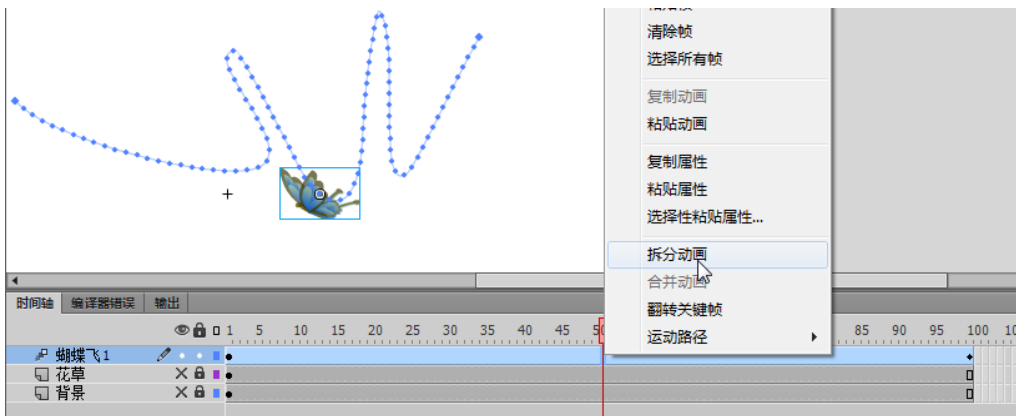 清除帧
选择所有帧
复制动画
粘贴动画
复制属性
粘贴属性
选择性粘贴属性...
拆分动画
合并动画
翻转关键帧
运动路径
时间轴 编译器错误 输出
1 5 10 15 20 25 30 35 40 45 85 90 95 100
蝴蝶飞1
花草
背景